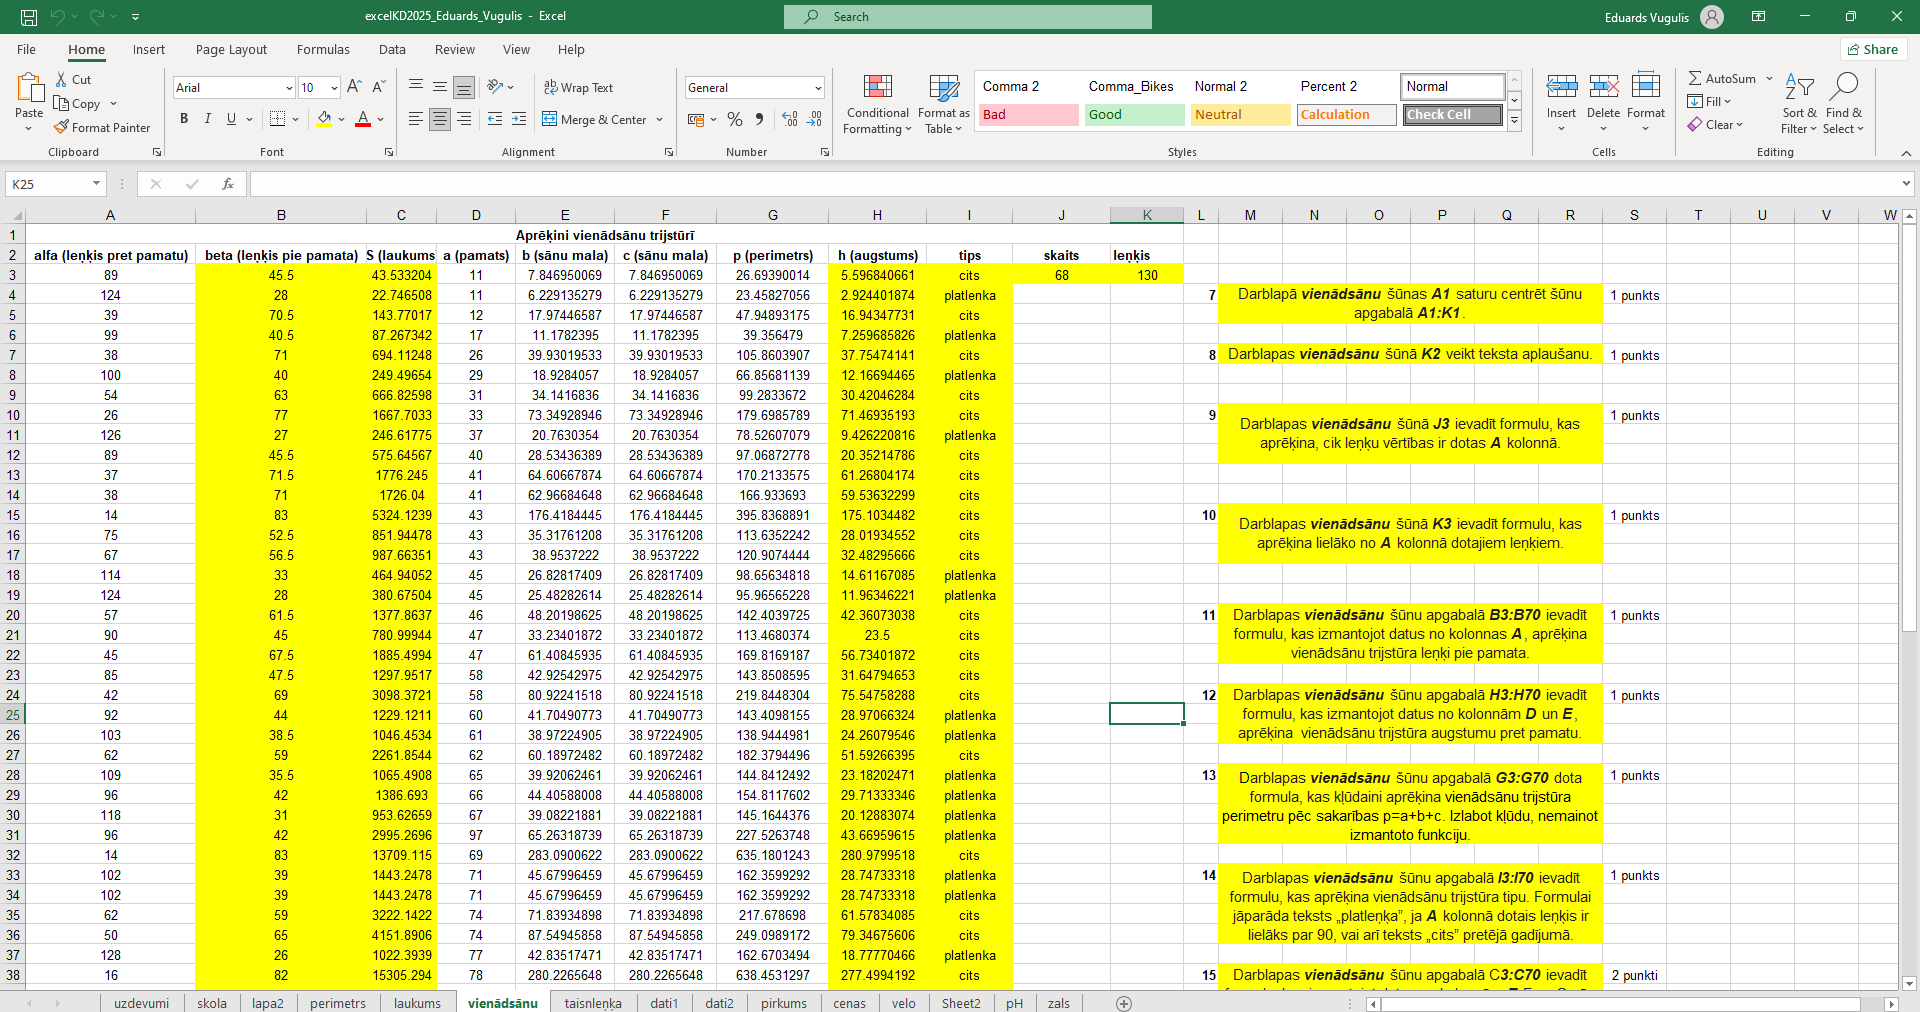 excelKD2025_Eduards_Vugulis - Excel
Search
Eduards Vugulis
File Home Insert Page Layout Formulas Data Review View Help
Share
Paste
Cut
Copy
Format Painter
Clipboard
Arial 10
B I U
Font
Wrap Text
Merge & Center
Alignment
General
Number
Conditional Formatting
Format as Table
Comma 2 Comma_Bikes Normal 2 Percent 2 Normal
Bad Good Neutral Calculation Check Cell
Styles
Insert Delete Format
Cells
AutoSum
Fill
Clear
Sort & Filter
Find & Select
Editing
K25
fx
A B C D E F G H I J K L M N O P Q R S T U V W
1 Aprēķini vienādsānu trijstūrī
2 alfa (leņķis pret pamatu) beta (leņķis pie pamata) S (laukums a (pamats) b (sānu mala) c (sānu mala) p (perimetrs) h (augstums) tips skaits leņķis
3 89 45.5 43.533204 11 7.846950069 7.846950069 26.69390014 5.596840661 cits 68 130
4 124 28 22.746508 11 6.229135279 6.229135279 23.45827056 2.924401874 platlenka
5 39 70.5 143.77017 12 17.97446587 17.97446587 47.94893175 16.94347731 cits
6 99 40.5 87.267342 17 11.1782395 11.1782395 39.356479 7.259685826 platlenka
7 38 71 694.11248 26 39.93019533 39.93019533 105.8603907 37.75474141 cits
8 100 40 249.49654 29 18.9284057 18.9284057 66.85681139 12.16694465 platlenka
9 54 63 666.82598 31 34.1416836 34.1416836 99.2833672 30.42046284 cits
10 26 77 1667.7033 33 73.34928946 73.34928946 179.6985789 71.46935193 cits
11 126 27 246.61775 37 20.7630354 20.7630354 78.52607079 9.426220816 platlenka
12 89 45.5 575.64567 40 28.53436389 28.53436389 97.06872778 20.35214786 cits
13 37 71.5 1776.245 41 64.60667874 64.60667874 170.2133575 61.26804174 cits
14 38 71 1726.04 41 62.96684648 62.96684648 166.933693 59.53632299 cits
15 14 83 5324.1239 43 176.4184445 176.4184445 395.8368891 175.1034482 cits
16 75 52.5 851.94478 43 35.31761208 35.31761208 113.6352242 28.01934552 cits
17 67 56.5 987.66351 43 38.9537222 38.9537222 120.9074444 32.48295666 cits
18 114 33 464.94052 45 26.82817409 26.82817409 98.65634818 14.61167085 platlenka
19 124 28 380.67504 45 25.48282614 25.48282614 95.96565228 11.96346221 platlenka
20 57 61.5 1377.8637 46 48.20198625 48.20198625 142.4039725 42.36073038 cits
21 90 45 780.99944 47 33.23401872 33.23401872 113.4680374 23.5 cits
22 45 67.5 1885.4994 47 61.40845935 61.40845935 169.8169187 56.73401872 cits
23 85 47.5 1297.9517 58 42.92542975 42.92542975 143.8508595 31.64794653 cits
24 42 69 3098.3721 58 80.92241518 80.92241518 219.8448304 75.54758288 cits
25 92 44 1229.1211 60 41.70490773 41.70490773 143.4098155 28.97066324 platlenka
26 103 38.5 1046.4534 61 38.97224905 38.97224905 138.9444981 24.26079546 platlenka
27 62 59 2261.8544 62 60.18972482 60.18972482 182.3794496 51.59266395 cits
28 109 35.5 1065.4908 65 39.92062461 39.92062461 144.8412492 23.18202471 platlenka
29 96 42 1386.693 66 44.40588008 44.40588008 154.8117602 29.71333346 platlenka
30 118 31 953.62659 67 39.08221881 39.08221881 145.1644376 20.12883074 platlenka
31 96 42 2995.2696 97 65.26318739 65.26318739 227.5263748 43.66959615 platlenka
32 14 83 13709.115 69 283.0900622 283.0900622 635.1801243 280.9799518 cits
33 102 39 1443.2478 71 45.67996459 45.67996459 162.3599292 28.74733318 platlenka
34 102 39 1443.2478 71 45.67996459 45.67996459 162.3599292 28.74733318 platlenka
35 62 59 3222.1422 74 71.83934898 71.83934898 217.678698 61.57834085 cits
36 50 65 4151.8906 74 87.54945858 87.54945858 249.0989172 79.34675606 cits
37 128 26 1022.3939 77 42.83517471 42.83517471 162.6703494 18.77770466 platlenka
38 16 82 15305.294 78 280.2265648 280.2265648 638.4531297 277.4994192 cits
7 Darblapā vienādsānu šūnas A1 saturu centrēt šūnu 1 punkts
apgabalā A1:K1.
8 Darblapas vienādsānu šūnā K2 veikt teksta aplaušanu. 1 punkts
9 1 punkts
Darblapas vienādsānu šūnā J3 ievadīt formulu, kas
aprēķina, cik leņķu vērtības ir dotas A kolonnā.
10 1 punkts
Darblapas vienādsānu šūnā K3 ievadīt formulu, kas
aprēķina lielāko no A kolonnā dotajiem leņķiem.
11 Darblapas vienādsānu šūnu apgabalā B3:B70 ievadīt 1 punkts
formulu, kas izmantojot datus no kolonnas A, aprēķina
vienādsānu trijstūra leņķi pie pamata.
12 Darblapas vienādsānu šūnu apgabalā H3:H70 ievadīt 1 punkts
formulu, kas izmantojot datus no kolonnām D un E,
aprēķina vienādsānu trijstūra augstumu pret pamatu.
13 Darblapas vienādsānu šūnu apgabalā G3:G70 dota 1 punkts
formula, kas kļūdaini aprēķina vienādsānu trijstūra
perimetru pēc sakarības p=a+b+c. Izlabot kļūdu, nemainot
izmantoto funkciju.
14 Darblapas vienādsānu šūnu apgabalā I3:I70 ievadīt 1 punkts
formulu, kas aprēķina vienādsānu trijstūra tipu. Formulai
jāparāda teksts „platleņķa”, ja A kolonnā dotais leņķis ir
lielāks par 90, vai arī teksts „cits” pretējā gadījumā.
15 Darblapas vienādsānu šūnu apgabalā C3:C70 ievadīt 2 punkti
uzdevumi skola lapa2 perimetrs laukums vienādsānu taisnleņķa dati1 dati2 pirkums cenas velo Sheet2 pH zals